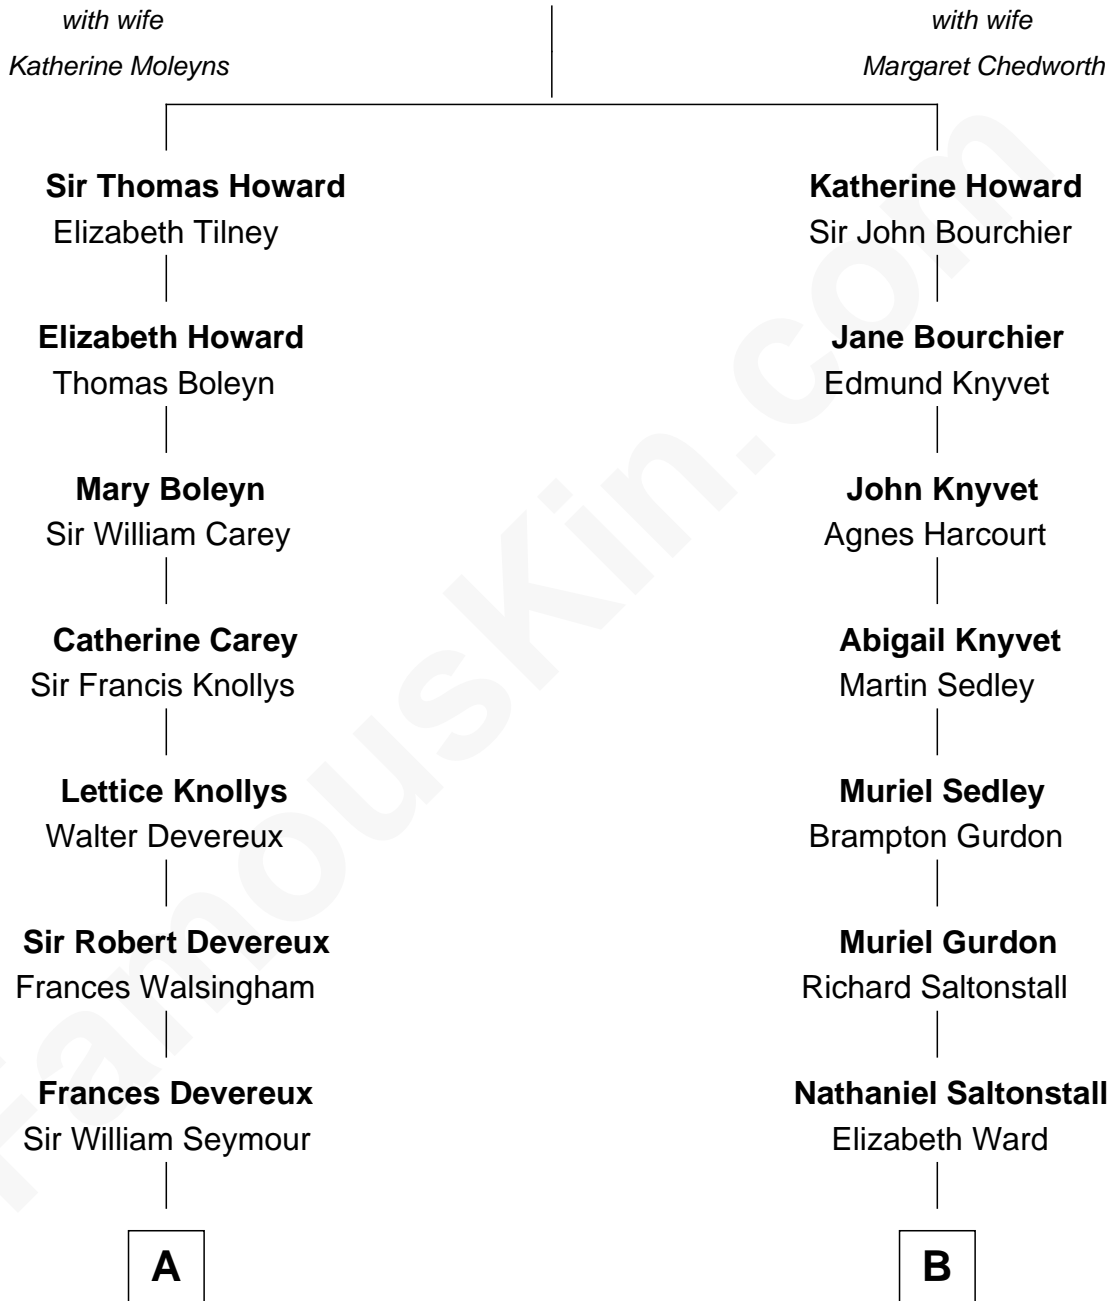 with wife
Katherine Moleyns
with wife
Margaret Chedworth
Sir Thomas Howard
Elizabeth Tilney
Katherine Howard
Sir John Bourchier
Elizabeth Howard
Thomas Boleyn
Jane Bourchier
Edmund Knyvet
Mary Boleyn
Sir William Carey
John Knyvet
Agnes Harcourt
Catherine Carey
Sir Francis Knollys
Abigail Knyvet
Martin Sedley
Lettice Knollys
Walter Devereux
Muriel Sedley
Brampton Gurdon
Sir Robert Devereux
Frances Walsingham
Muriel Gurdon
Richard Saltonstall
Frances Devereux
Sir William Seymour
Nathaniel Saltonstall
Elizabeth Ward
A
B
FamousKin.com